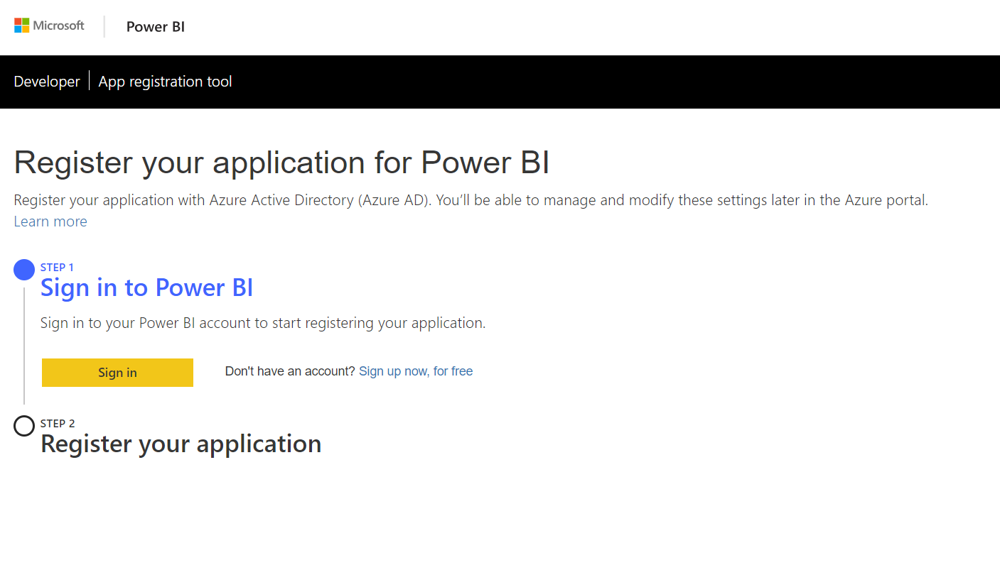 Microsoft Power BI
Developer App registration tool
Register your application for Power BI
Register your application with Azure Active Directory (Azure AD). You’ll be able to manage and modify these settings later in the Azure portal.
Learn more
STEP 1
Sign in to Power BI
Sign in to your Power BI account to start registering your application.
Sign in Don't have an account? Sign up now, for free
STEP 2
Register your application